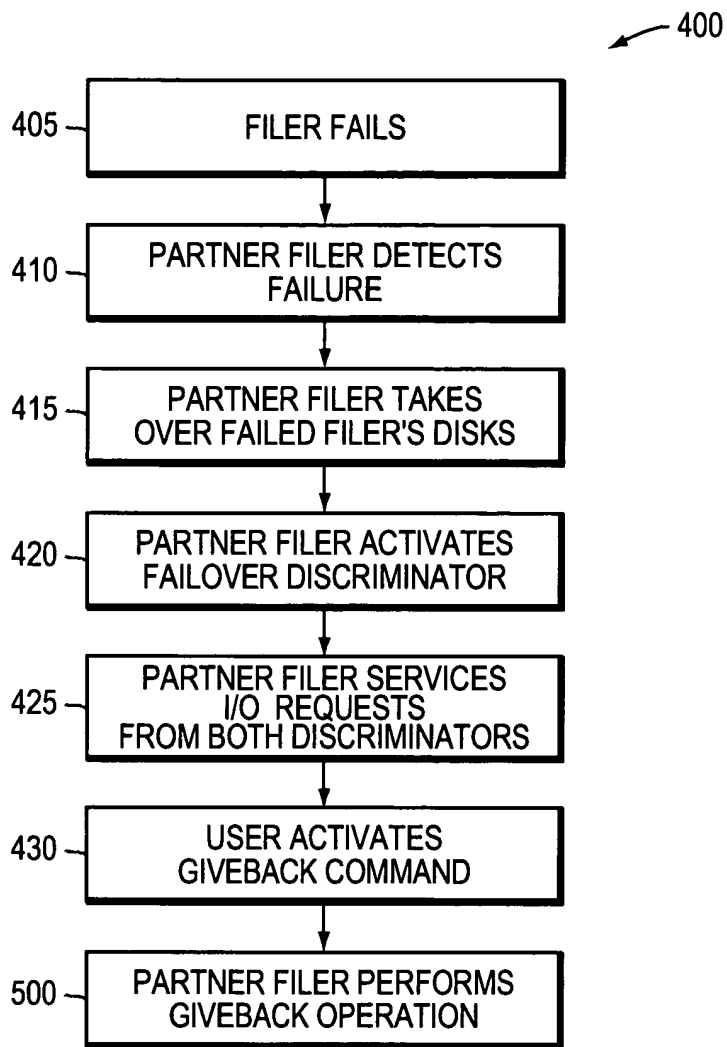 400
405
FILER FAILS
410
PARTNER FILER DETECTS
FAILURE
415
PARTNER FILER TAKES
OVER FAILED FILER'S DISKS
420
PARTNER FILER ACTIVATES
FAILOVER DISCRIMINATOR
425
PARTNER FILER SERVICES
I/O REQUESTS
FROM BOTH DISCRIMINATORS
430
USER ACTIVATES
GIVEBACK COMMAND
500
PARTNER FILER PERFORMS
GIVEBACK OPERATION